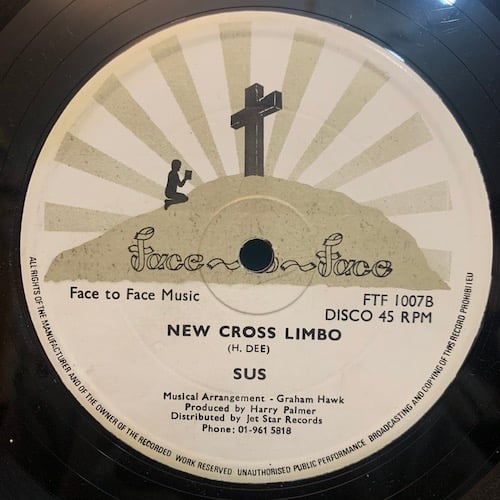 Face to Face
Face to Face Music
FTF 1007B
DISCO 45 RPM
NEW CROSS LIMBO
(H. DEE)
SUS
Musical Arrangement - Graham Hawk
Produced by Harry Palmer
Distributed by Jet Star Records
Phone: 01-961 5818
ALL RIGHTS OF THE MANUFACTURER AND OF THE OWNER OF THE RECORDED WORK RESERVED UNAUTHORISED PUBLIC PERFORMANCE BROADCASTING AND COPYING OF THIS RECORD PROHIBITED